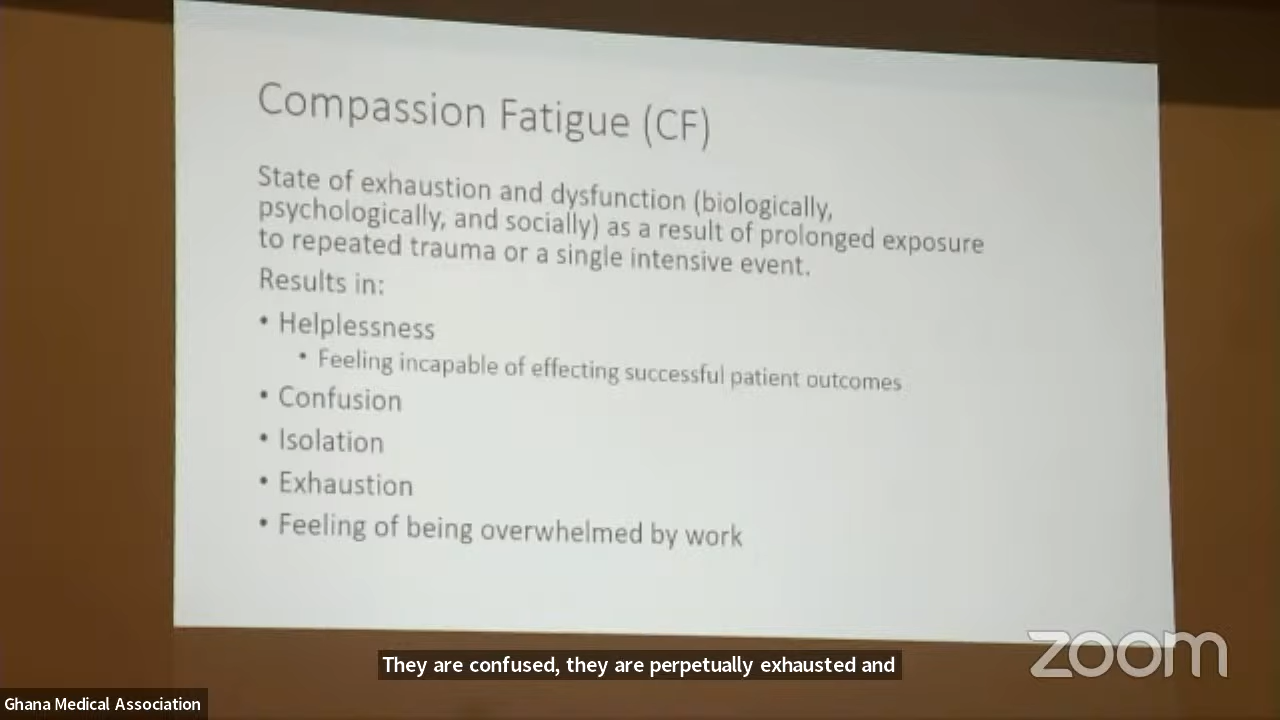 Compassion Fatigue (CF)
State of exhaustion and dysfunction (biologically,
psychologically, and socially) as a result of prolonged exposure
to repeated trauma or a single intensive event.
Results in:
• Helplessness
• Feeling incapable of effecting successful patient outcomes
• Confusion
• Isolation
• Exhaustion
• Feeling of being overwhelmed by work
They are confused, they are perpetually exhausted and
zoom
Ghana Medical Association